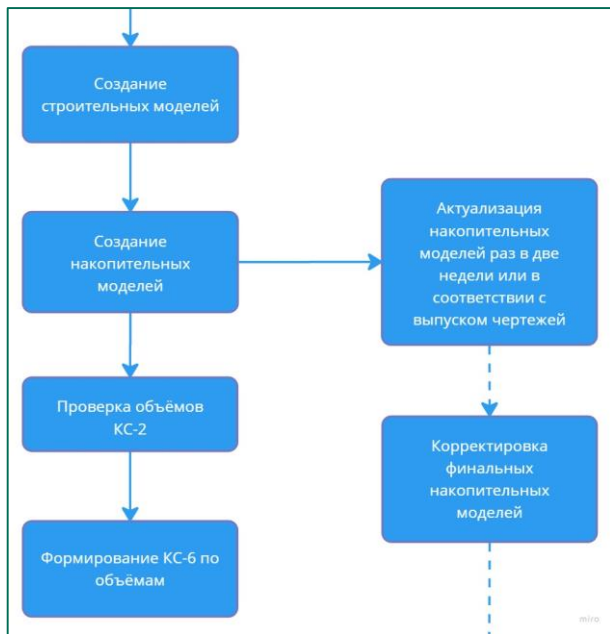 Создание
строительных моделей
Создание
накопительных
моделей
Актуализация
накопительных
моделей раз в две
недели или в
соответствии с
выпуском чертежей
Проверка объёмов
КС-2
Корректировка
финальных
накопительных
моделей
Формирование КС-6 по
объёмам
miro